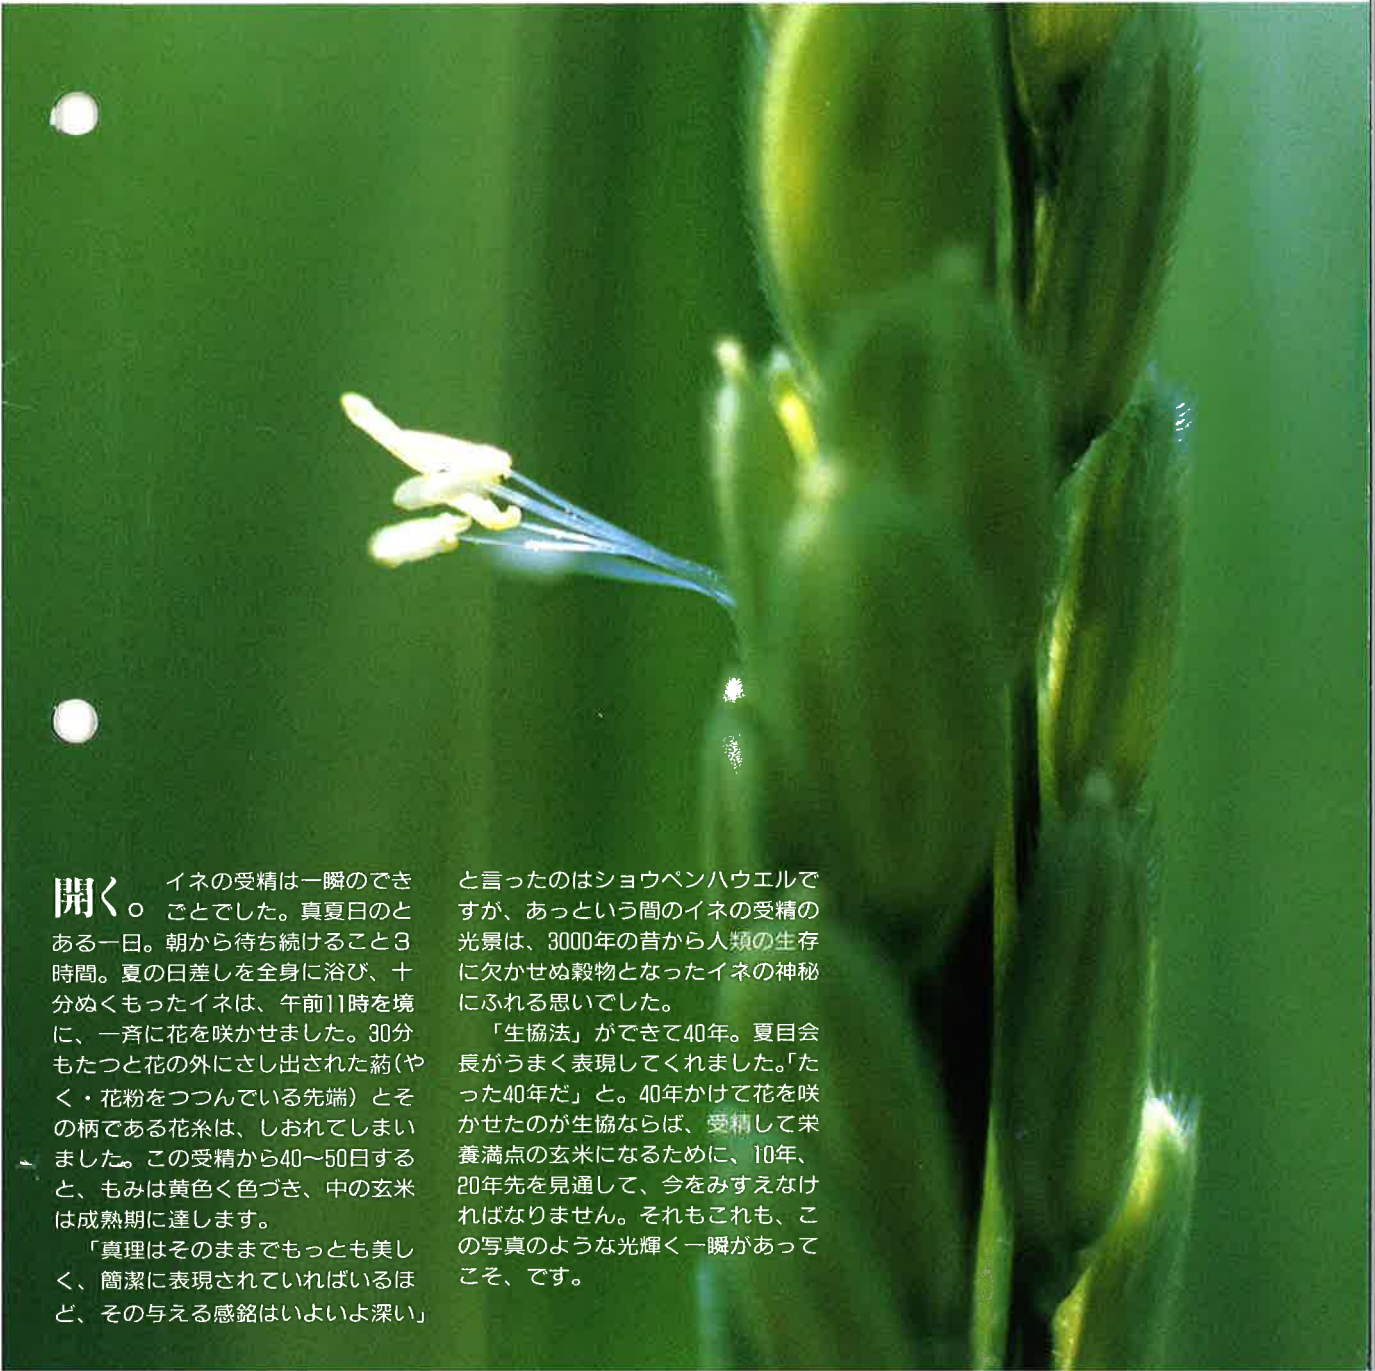 開く。
イネの受精は一瞬のでき
ごとでした。真夏日のと
ある一日。朝から待ち続けること3
時間。夏の日差しを全身に浴び、十
分ぬくもったイネは、午前11時を境
に、一斉に花を咲かせました。30分
もたつと花の外にさし出された葯(や
く・花粉をつつんでいる先端)とそ
の柄である花糸は、しおれてしまい
ました。この受精から40〜50日する
と、もみは黄色く色づき、中の玄米
は成熟期に達します。
「真理はそのままでもっとも美し
く、簡潔に表現されていればいるほ
ど、その与える感銘はいよいよ深い」
と言ったのはショウペンハウエルで
すが、あっという間のイネの受精の
光景は、3000年の昔から人類の生存
に欠かせぬ穀物となったイネの神秘
にふれる思いでした。
「生協法」ができて40年。夏目会
長がうまく表現してくれました。「た
った40年だ」と。40年かけて花を咲
かせたのが生協ならば、受精して栄
養満点の玄米になるために、10年、
20年先を見通して、今をみすえなけ
ればなりません。それもこれも、こ
の写真のような光輝く一瞬があって
こそ、です。